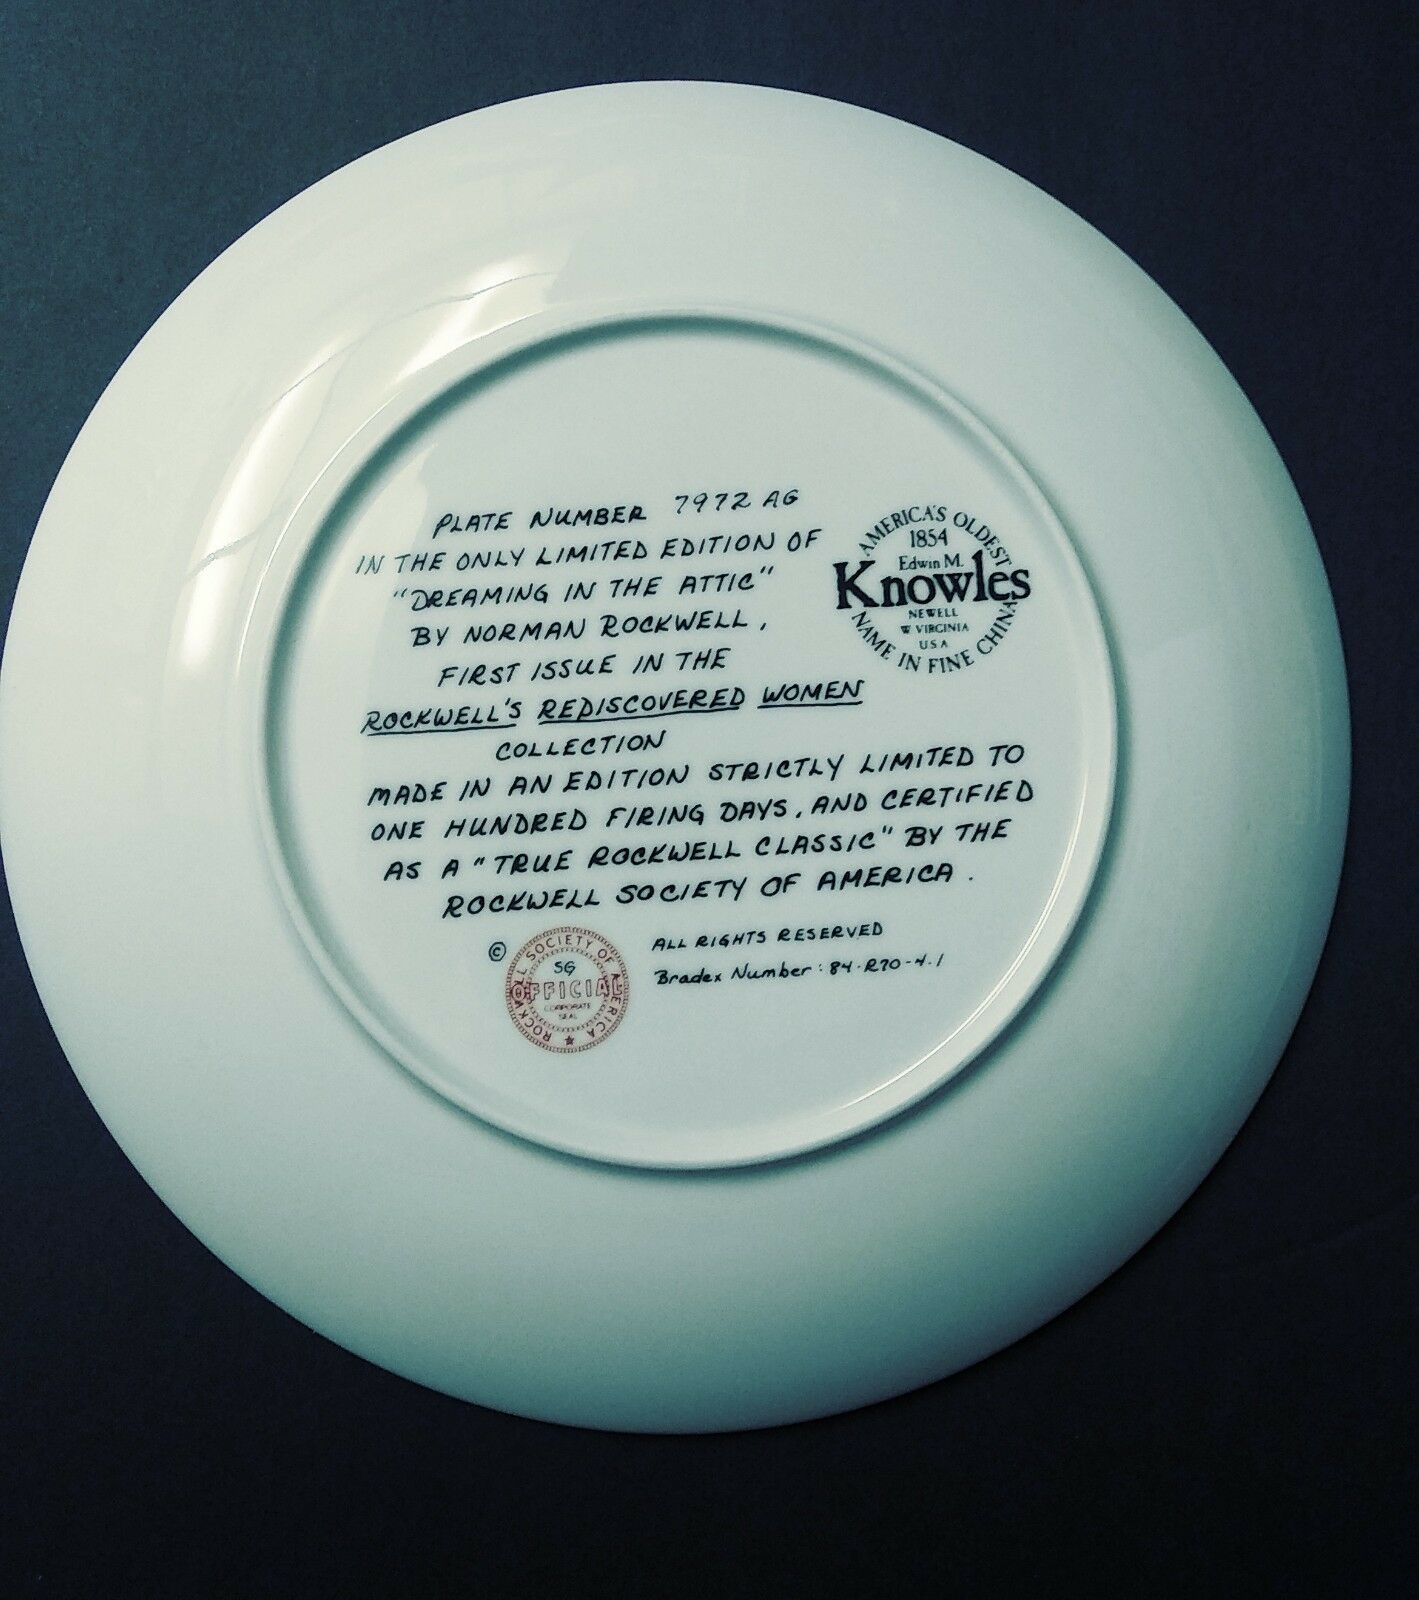 PLATE NUMBER 7972 AG
IN THE ONLY LIMITED EDITION OF
"DREAMING IN THE ATTIC"
BY NORMAN ROCKWELL,
FIRST ISSUE IN THE
ROCKWELL'S REDISCOVERED WOMEN
COLLECTION
MADE IN AN EDITION STRICTLY LIMITED TO
ONE HUNDRED FIRING DAYS, AND CERTIFIED
AS A "TRUE ROCKWELL CLASSIC" BY THE
ROCKWELL SOCIETY OF AMERICA.
AMERICA'S OLDEST
1854
Edwin M.
Knowles
NEWELL
W VIRGINIA
USA
NAME IN FINE CHINA
©
ROCKWELL SOCIETY OF AMERICA
SG
OFFICIAL
CORPORATE
SEAL
ALL RIGHTS RESERVED
Bradex Number: 84-R70-4.1